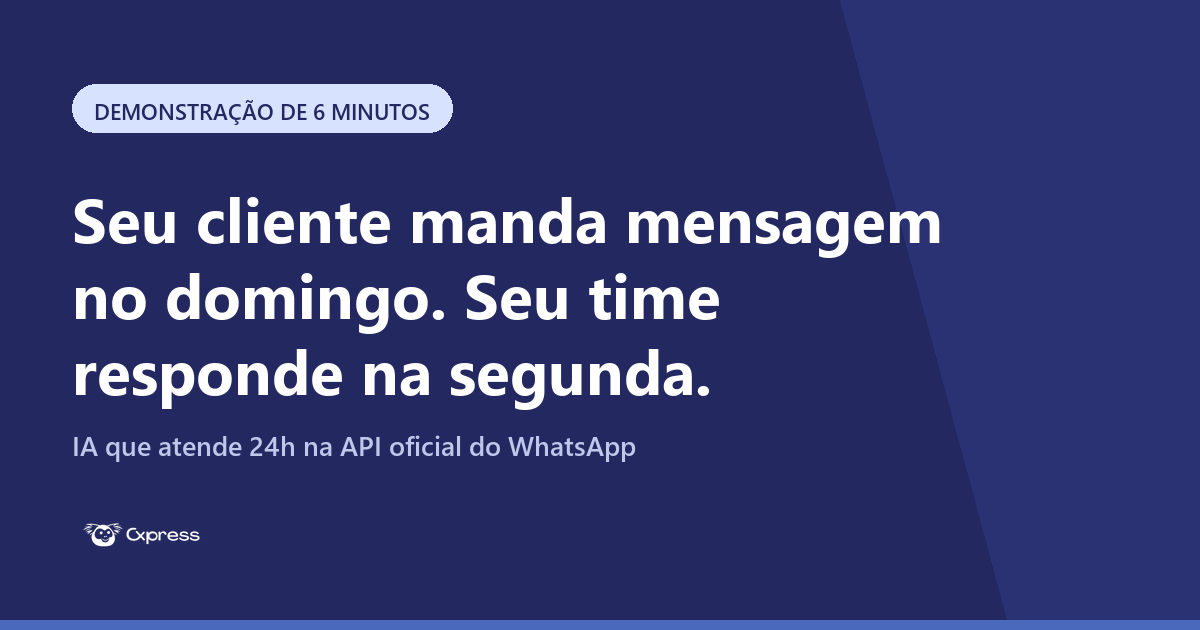 DEMONSTRAÇÃO DE 6 MINUTOS
Seu cliente manda mensagem
no domingo. Seu time
responde na segunda.
IA que atende 24h na API oficial do WhatsApp
Cxpress